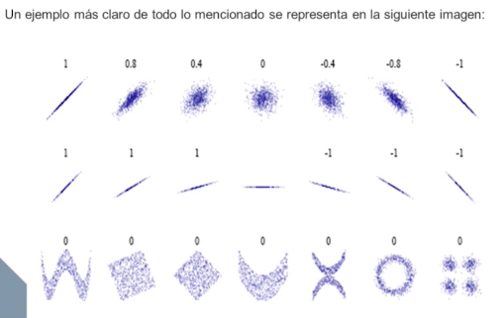 Un ejemplo más claro de todo lo mencionado se representa en la siguiente imagen:
1 0.8 0.4 0 -0.4 -0.8 -1
1 1 1 -1 -1 -1
0 0 0 0 0 0 0